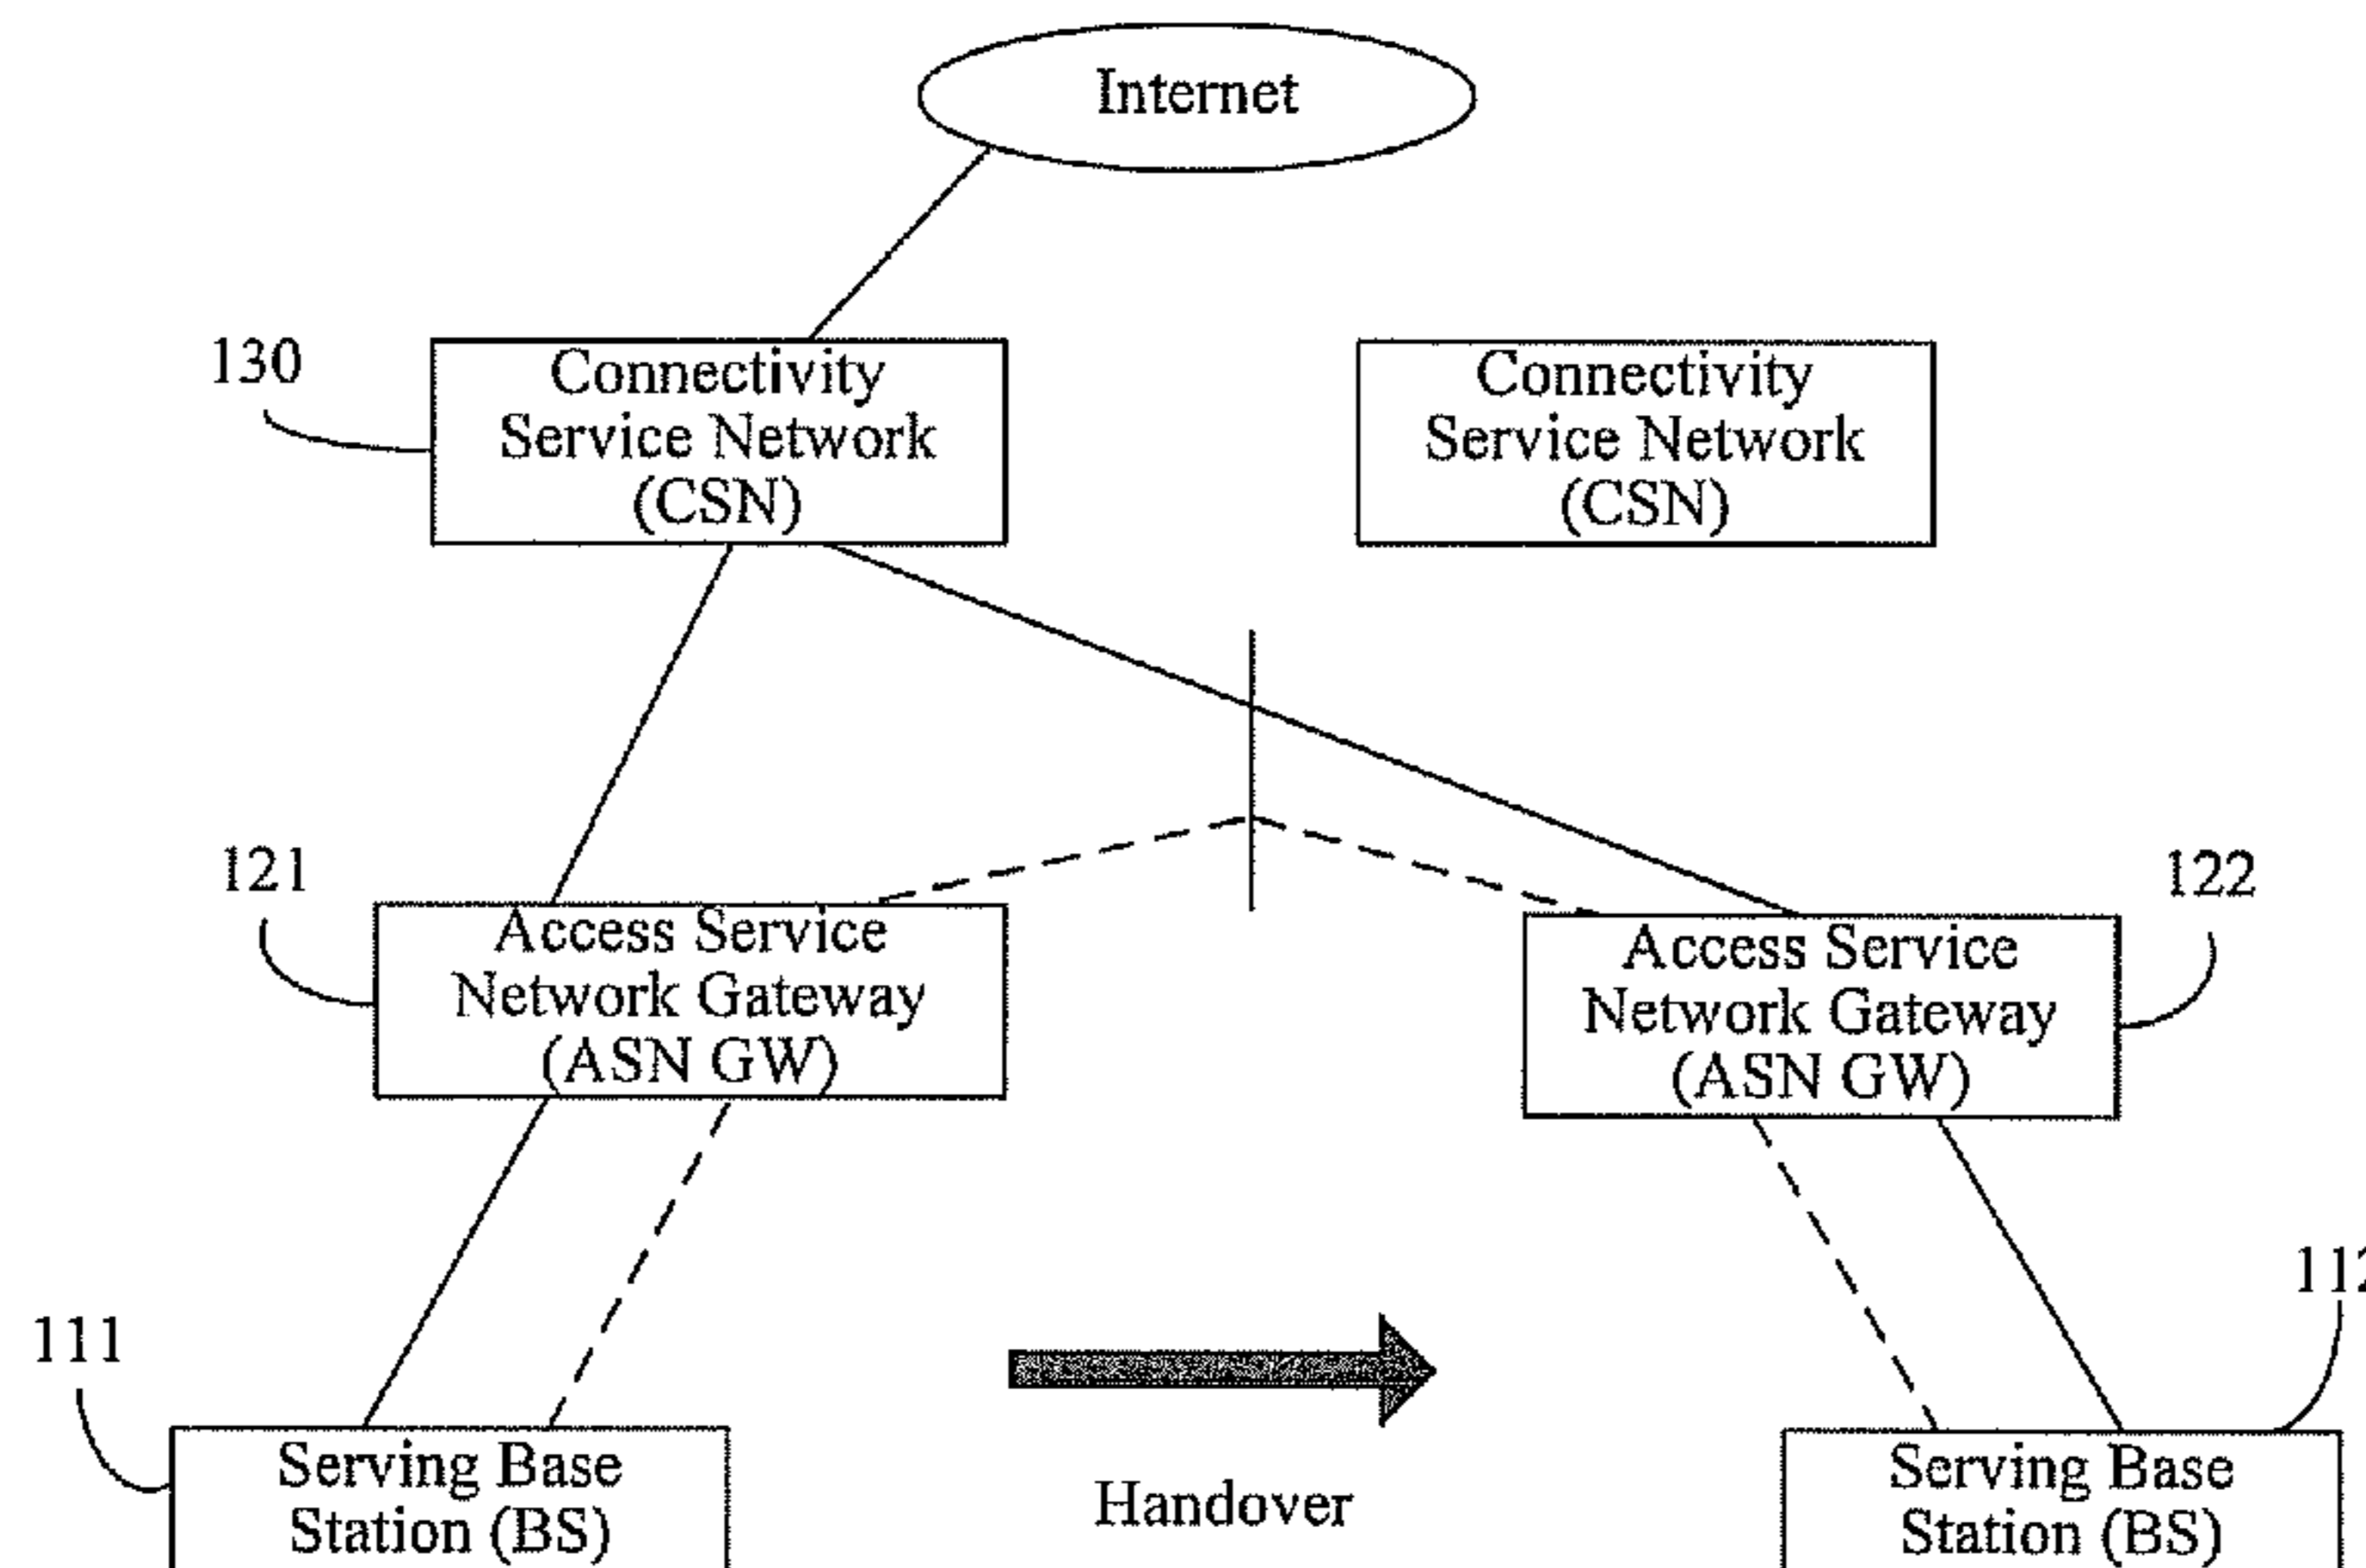 Internet
130
Connectivity
Service Network
(CSN)
Connectivity
Service Network
(CSN)
121
Access Service
Network Gateway
(ASN GW)
122
Access Service
Network Gateway
(ASN GW)
111
Serving Base
Station (BS)
Handover
112
Serving Base
Station (BS)